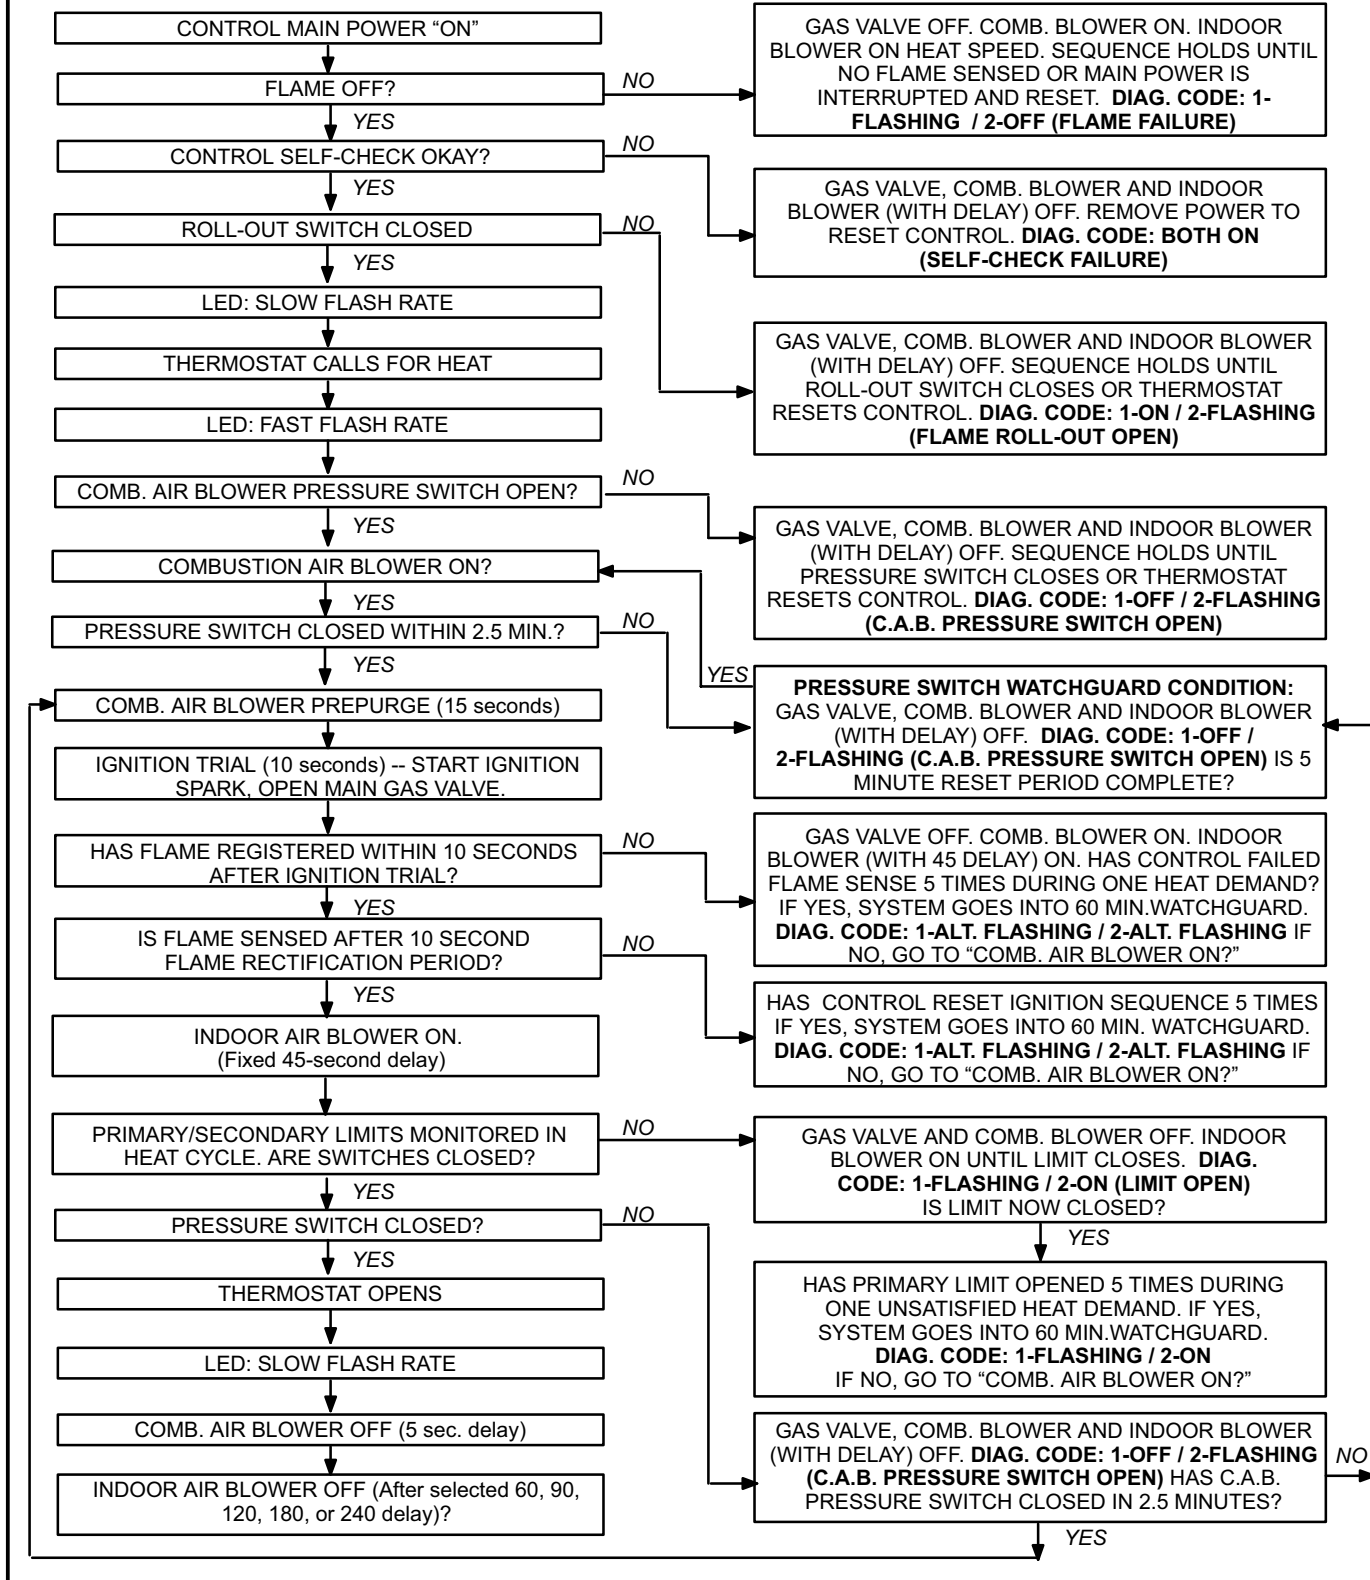 CONTROL MAIN POWER “ON”
FLAME OFF?
NO
GAS VALVE OFF. COMB. BLOWER ON. INDOOR
BLOWER ON HEAT SPEED. SEQUENCE HOLDS UNTIL
NO FLAME SENSED OR MAIN POWER IS
INTERRUPTED AND RESET. DIAG. CODE: 1-
FLASHING / 2-OFF (FLAME FAILURE)
YES
CONTROL SELF-CHECK OKAY?
NO
GAS VALVE, COMB. BLOWER AND INDOOR
BLOWER (WITH DELAY) OFF. REMOVE POWER TO
RESET CONTROL. DIAG. CODE: BOTH ON
(SELF-CHECK FAILURE)
YES
ROLL-OUT SWITCH CLOSED
NO
GAS VALVE, COMB. BLOWER AND INDOOR BLOWER
(WITH DELAY) OFF. SEQUENCE HOLDS UNTIL
ROLL-OUT SWITCH CLOSES OR THERMOSTAT
RESETS CONTROL. DIAG. CODE: 1-ON / 2-FLASHING
(FLAME ROLL-OUT OPEN)
YES
LED: SLOW FLASH RATE
THERMOSTAT CALLS FOR HEAT
LED: FAST FLASH RATE
COMB. AIR BLOWER PRESSURE SWITCH OPEN?
NO
GAS VALVE, COMB. BLOWER AND INDOOR BLOWER
(WITH DELAY) OFF. SEQUENCE HOLDS UNTIL
PRESSURE SWITCH CLOSES OR THERMOSTAT
RESETS CONTROL. DIAG. CODE: 1-OFF / 2-FLASHING
(C.A.B. PRESSURE SWITCH OPEN)
YES
COMBUSTION AIR BLOWER ON?
YES
PRESSURE SWITCH CLOSED WITHIN 2.5 MIN.?
NO
YES
PRESSURE SWITCH WATCHGUARD CONDITION:
GAS VALVE, COMB. BLOWER AND INDOOR BLOWER
(WITH DELAY) OFF. DIAG. CODE: 1-OFF /
2-FLASHING (C.A.B. PRESSURE SWITCH OPEN) IS 5
MINUTE RESET PERIOD COMPLETE?
YES
COMB. AIR BLOWER PREPURGE (15 seconds)
IGNITION TRIAL (10 seconds) -- START IGNITION
SPARK, OPEN MAIN GAS VALVE.
HAS FLAME REGISTERED WITHIN 10 SECONDS
AFTER IGNITION TRIAL?
NO
GAS VALVE OFF. COMB. BLOWER ON. INDOOR
BLOWER (WITH 45 DELAY) ON. HAS CONTROL FAILED
FLAME SENSE 5 TIMES DURING ONE HEAT DEMAND?
IF YES, SYSTEM GOES INTO 60 MIN.WATCHGUARD.
DIAG. CODE: 1-ALT. FLASHING / 2-ALT. FLASHING IF
NO, GO TO “COMB. AIR BLOWER ON?”
YES
IS FLAME SENSED AFTER 10 SECOND
FLAME RECTIFICATION PERIOD?
NO
HAS CONTROL RESET IGNITION SEQUENCE 5 TIMES
IF YES, SYSTEM GOES INTO 60 MIN. WATCHGUARD.
DIAG. CODE: 1-ALT. FLASHING / 2-ALT. FLASHING IF
NO, GO TO “COMB. AIR BLOWER ON?”
YES
INDOOR AIR BLOWER ON.
(Fixed 45-second delay)
PRIMARY/SECONDARY LIMITS MONITORED IN
HEAT CYCLE. ARE SWITCHES CLOSED?
NO
GAS VALVE AND COMB. BLOWER OFF. INDOOR
BLOWER ON UNTIL LIMIT CLOSES. DIAG.
CODE: 1-FLASHING / 2-ON (LIMIT OPEN)
IS LIMIT NOW CLOSED?
YES
HAS PRIMARY LIMIT OPENED 5 TIMES DURING
ONE UNSATISFIED HEAT DEMAND. IF YES,
SYSTEM GOES INTO 60 MIN.WATCHGUARD.
DIAG. CODE: 1-FLASHING / 2-ON
IF NO, GO TO “COMB. AIR BLOWER ON?”
YES
PRESSURE SWITCH CLOSED?
NO
GAS VALVE, COMB. BLOWER AND INDOOR BLOWER
(WITH DELAY) OFF. DIAG. CODE: 1-OFF / 2-FLASHING
(C.A.B. PRESSURE SWITCH OPEN) HAS C.A.B.
PRESSURE SWITCH CLOSED IN 2.5 MINUTES?
NO
YES
YES
THERMOSTAT OPENS
LED: SLOW FLASH RATE
COMB. AIR BLOWER OFF (5 sec. delay)
INDOOR AIR BLOWER OFF (After selected 60, 90,
120, 180, or 240 delay)?